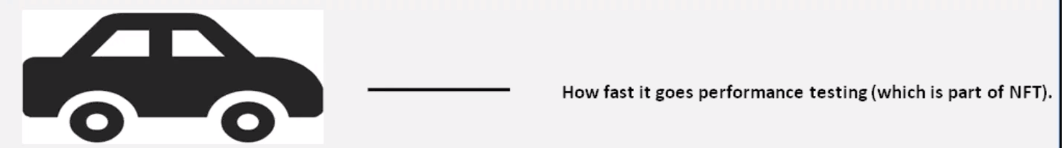 How fast it goes performance testing (which is part of NFT).